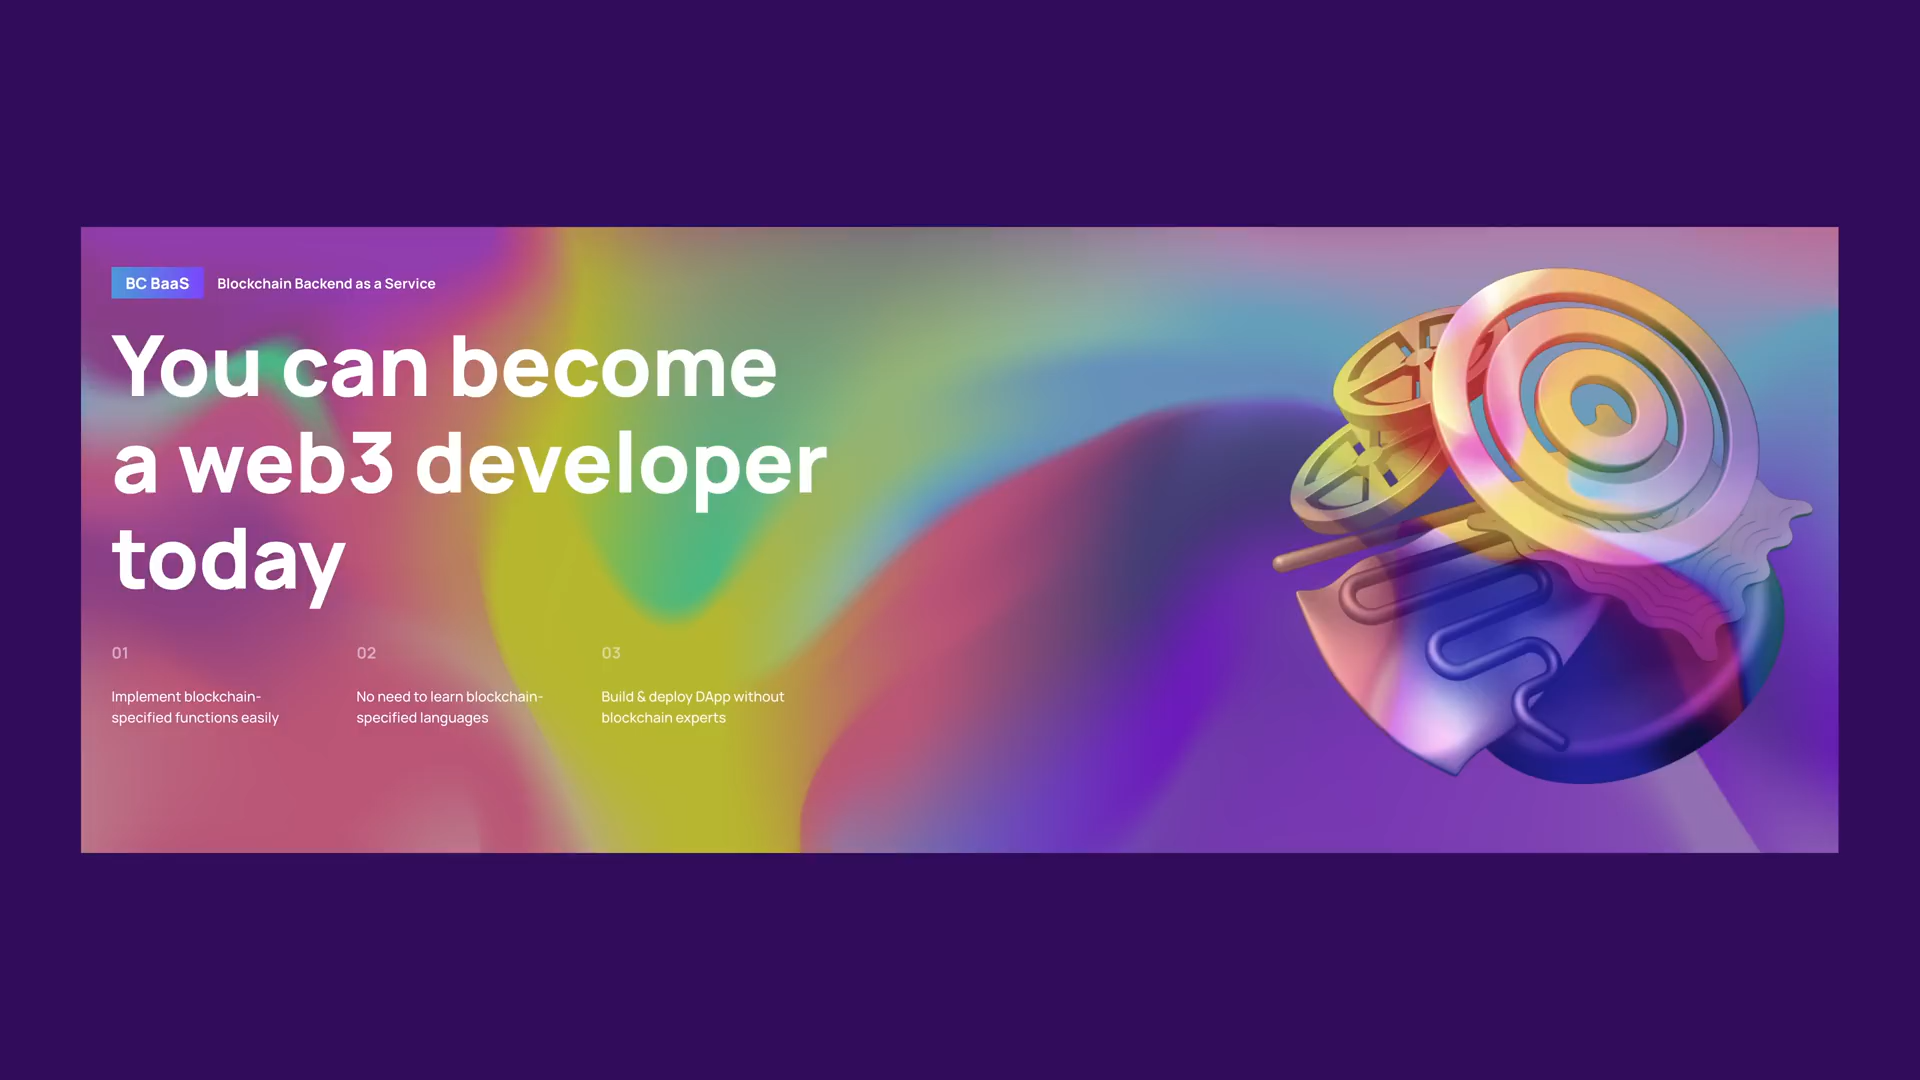 BC BaaS Blockchain Backend as a Service
You can become
a web3 developer
today
01
Implement blockchain-
specified functions easily
02
No need to learn blockchain-
specified languages
03
Build & deploy DApp without
blockchain experts